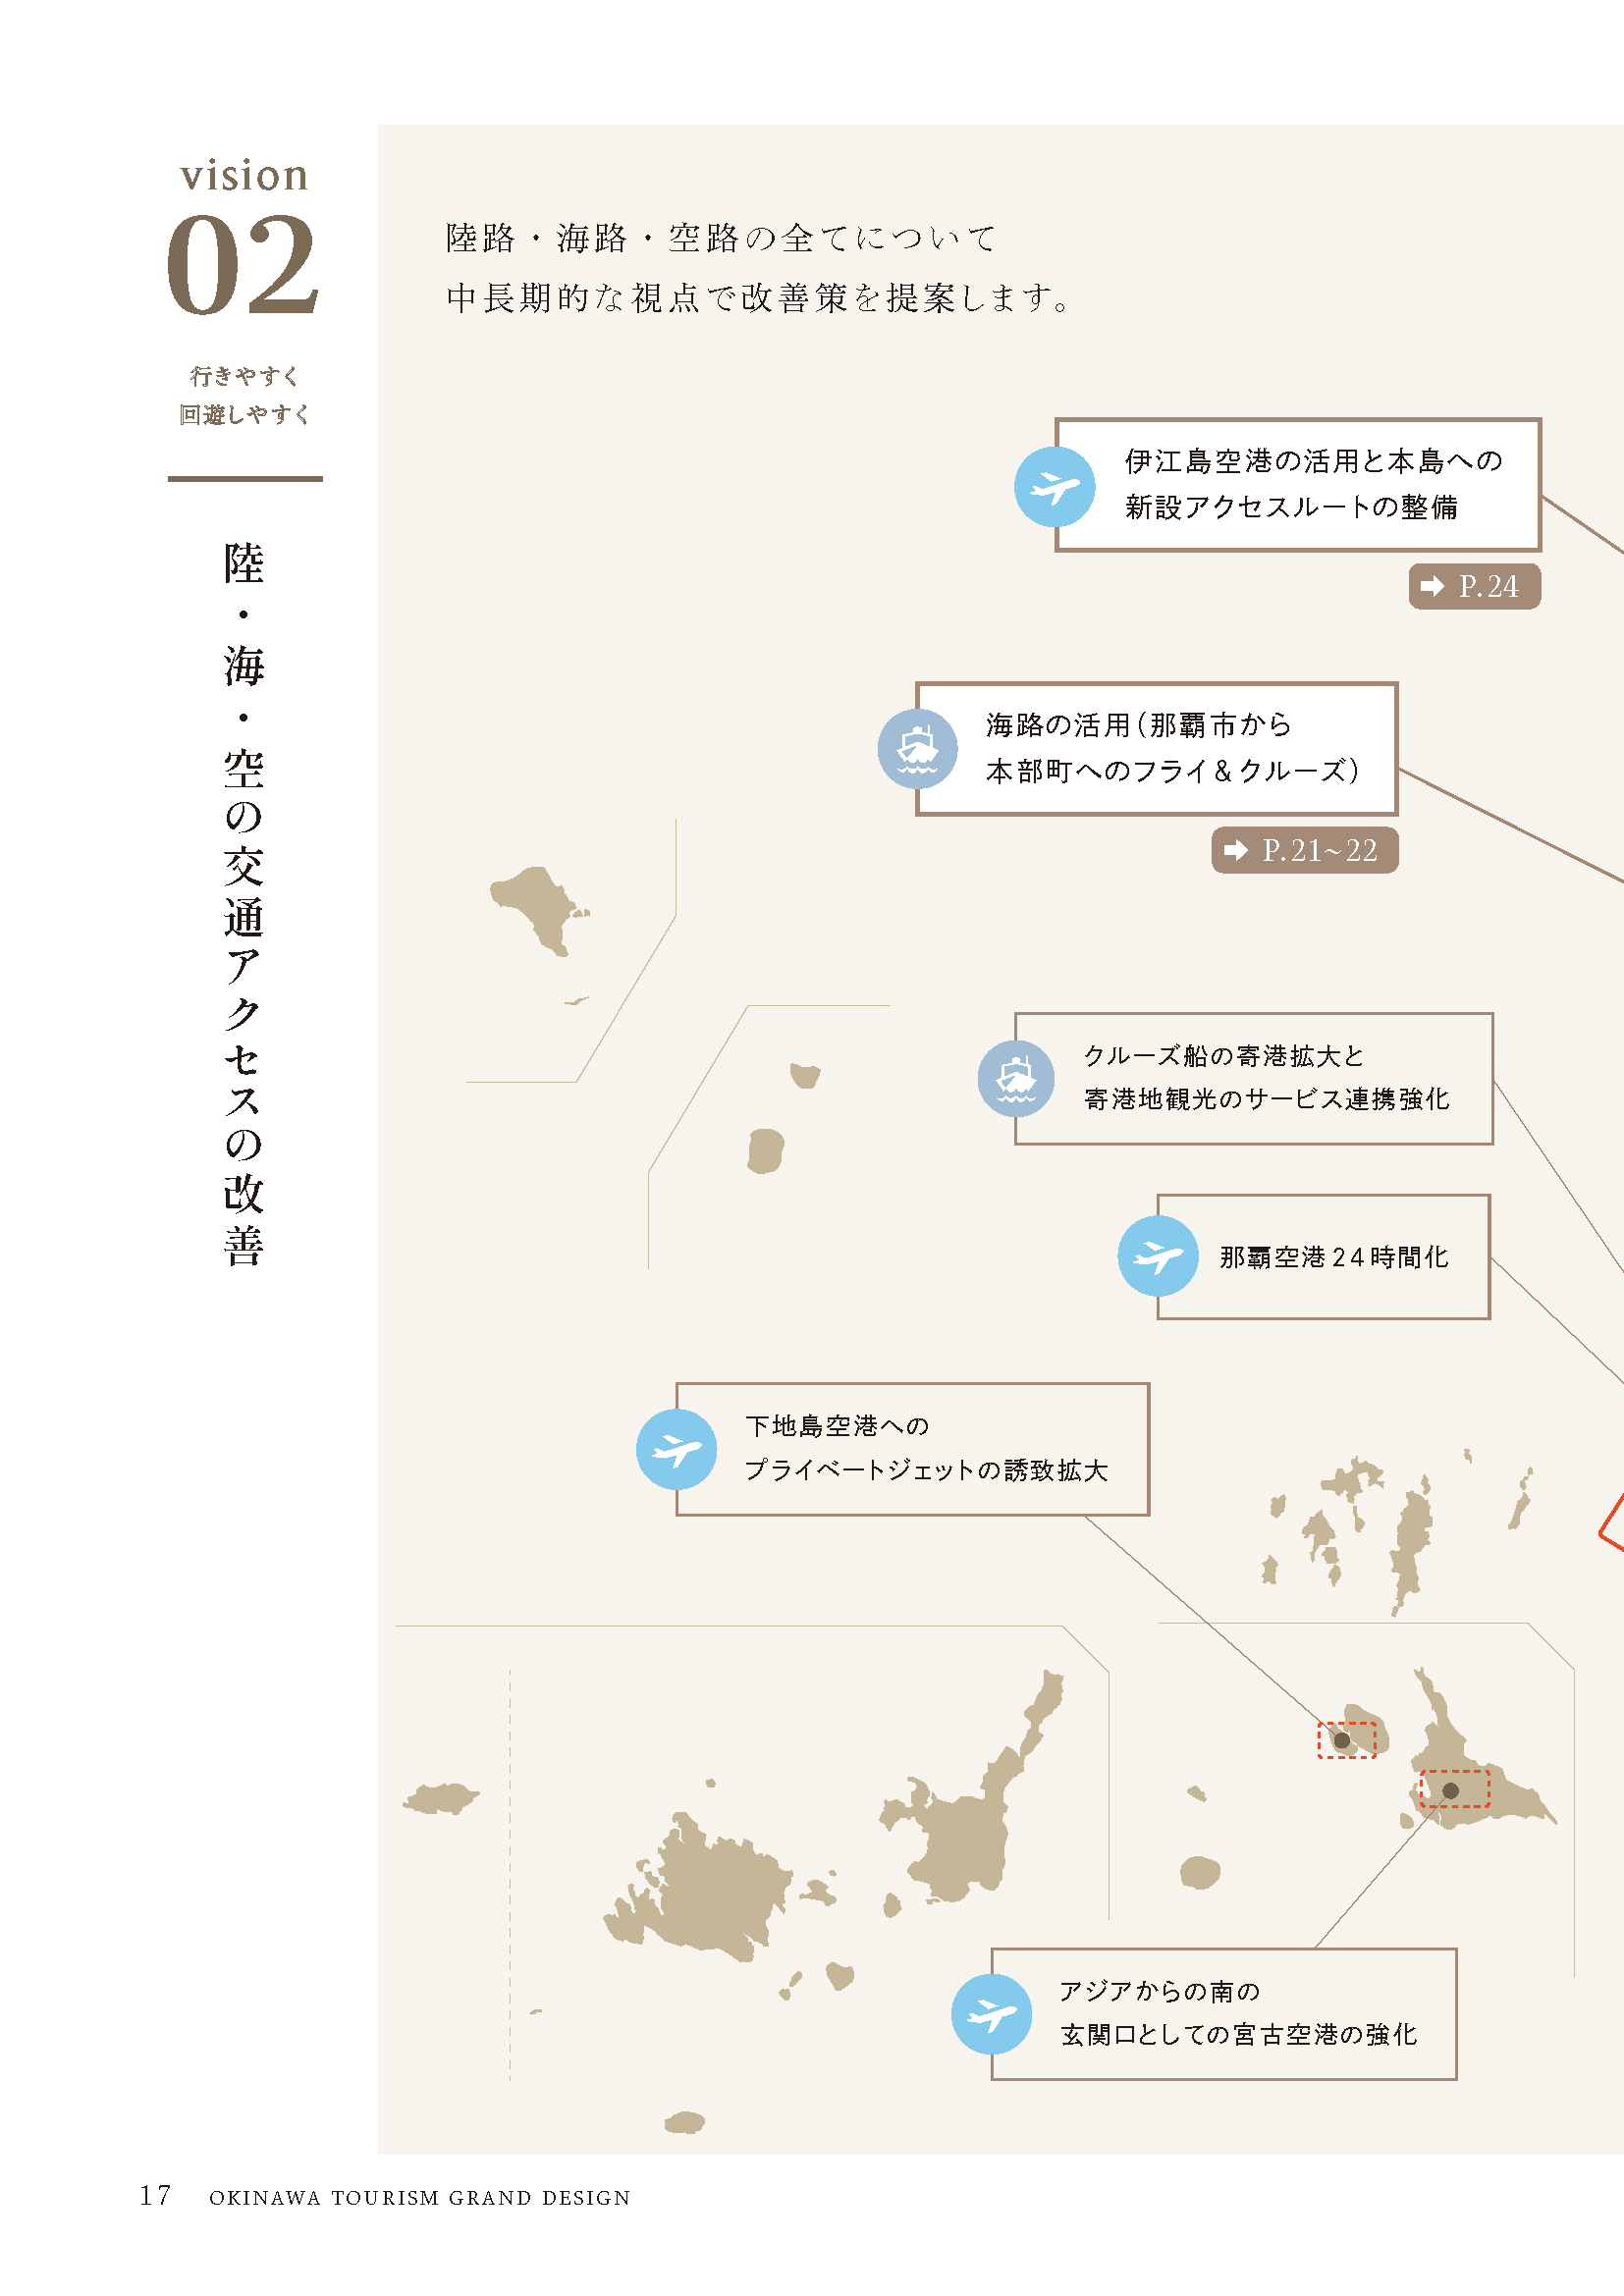 vision
02
行きやすく
回遊しやすく
陸・海・空の交通アクセスの改善
陸路・海路・空路の全てについて
中長期的な視点で改善策を提案します。
伊江島空港の活用と本島への
新設アクセスルートの整備
➡ P.24
海路の活用（那覇市から
本部町へのフライ＆クルーズ）
➡ P.21~22
クルーズ船の寄港拡大と
寄港地観光のサービス連携強化
那覇空港24時間化
下地島空港への
プライベートジェットの誘致拡大
アジアからの南の
玄関口としての宮古空港の強化
17 OKINAWA TOURISM GRAND DESIGN